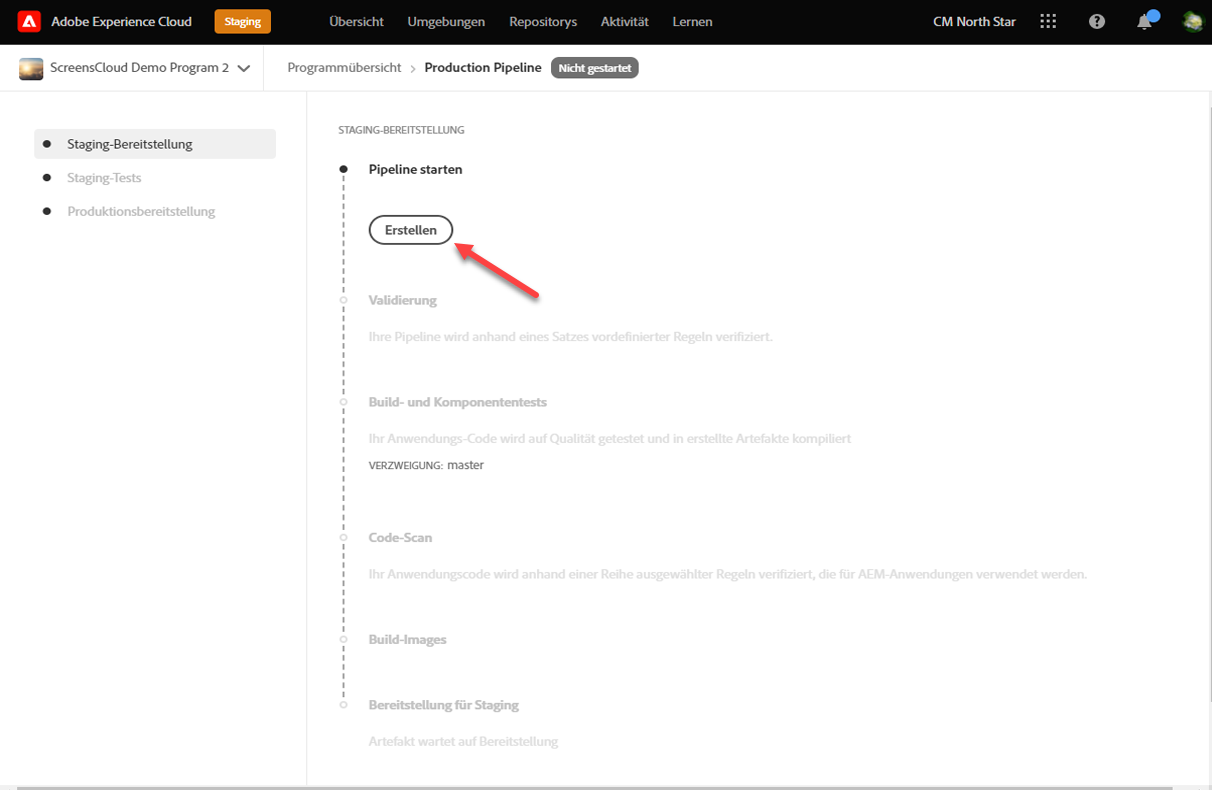 Adobe Experience Cloud Staging Übersicht Umgebungen Repositorys Aktivität Lernen CM North Star
ScreensCloud Demo Program 2 Programmübersicht > Production Pipeline Nicht gestartet
Staging-Bereitstellung
Staging-Tests
Produktionsbereitstellung
STAGING-BEREITSTELLUNG
Pipeline starten
Erstellen
Validierung
Ihre Pipeline wird anhand eines Satzes vordefinierter Regeln verifiziert.
Build- und Komponententests
Ihr Anwendungs-Code wird auf Qualität getestet und in erstellte Artefakte kompiliert
VERZWEIGUNG: master
Code-Scan
Ihr Anwendungscode wird anhand einer Reihe ausgewählter Regeln verifiziert, die für AEM-Anwendungen verwendet werden.
Build-Images
Bereitstellung für Staging
Artefakt wartet auf Bereitstellung